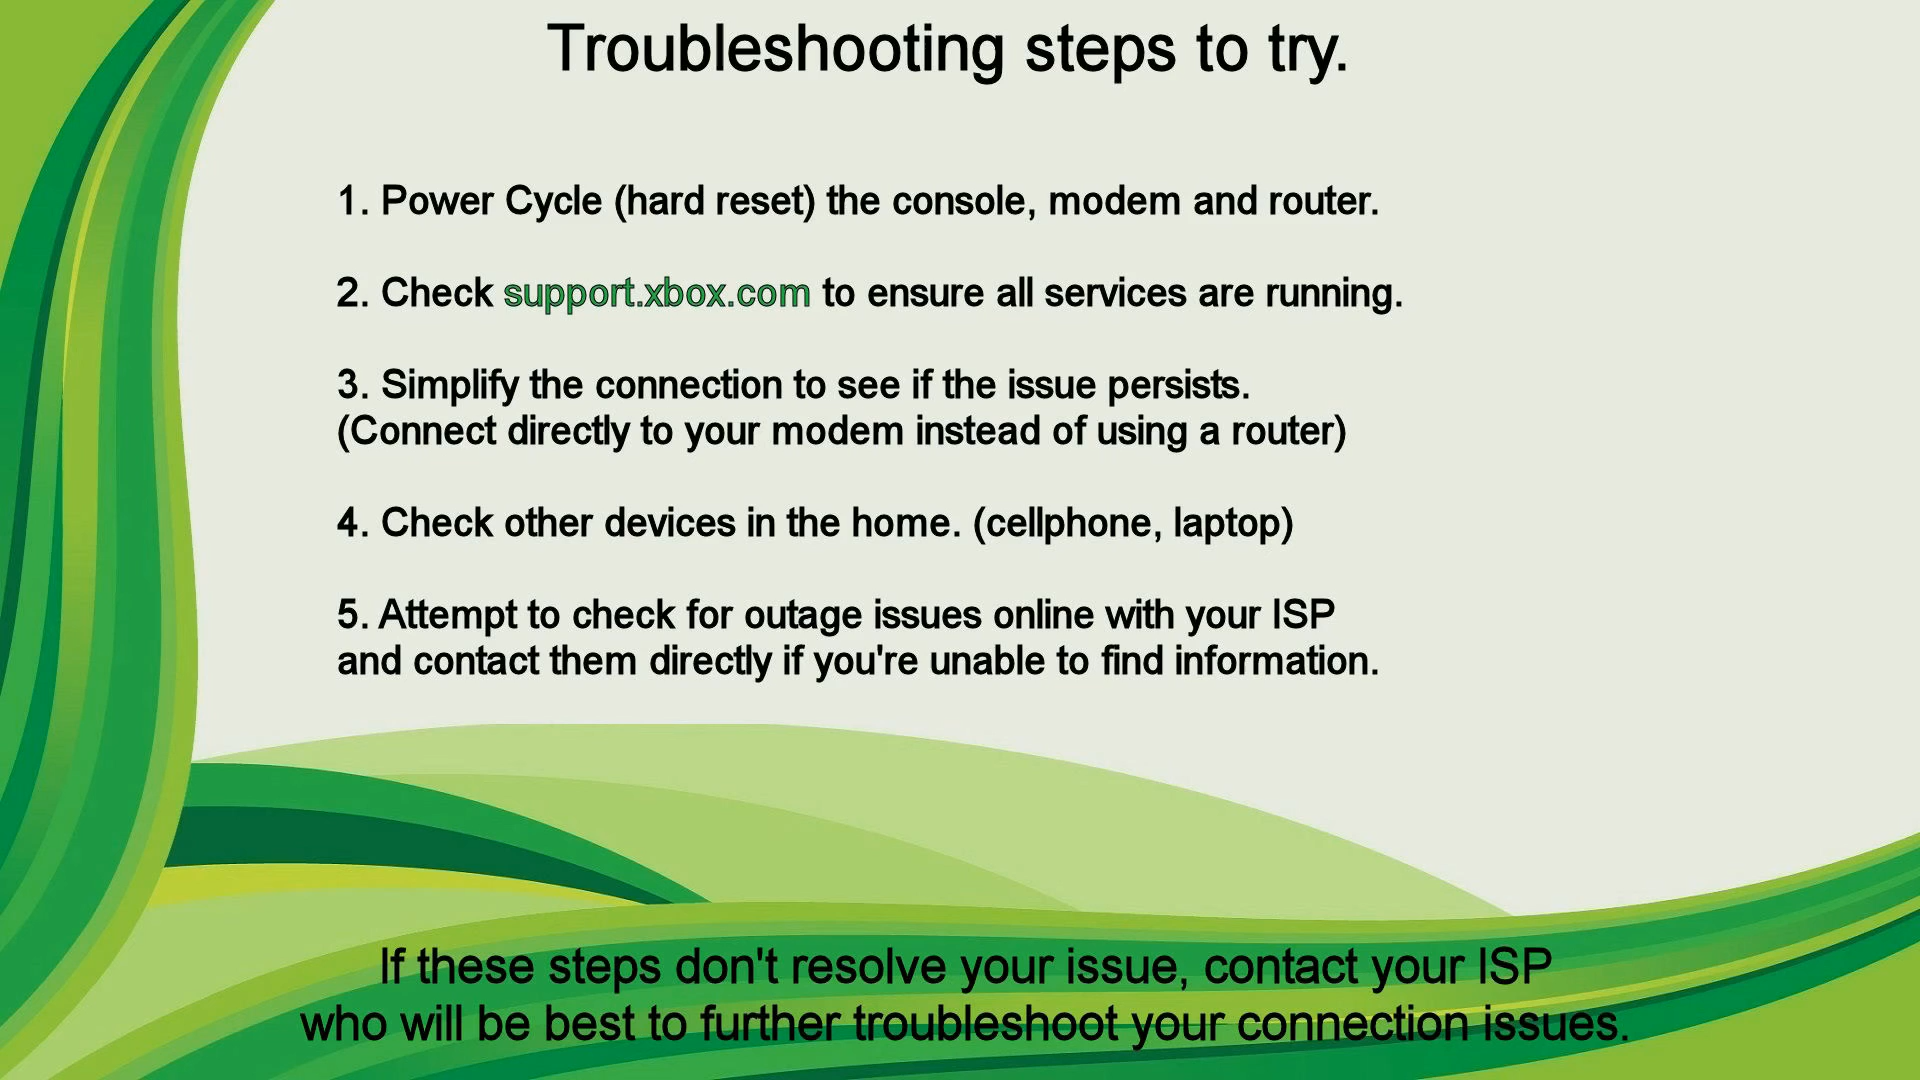 Troubleshooting steps to try.
1. Power Cycle (hard reset) the console, modem and router.
2. Check support.xbox.com to ensure all services are running.
3. Simplify the connection to see if the issue persists.
(Connect directly to your modem instead of using a router)
4. Check other devices in the home. (cellphone, laptop)
5. Attempt to check for outage issues online with your ISP
and contact them directly if you're unable to find information.
If these steps don't resolve your issue, contact your ISP
who will be best to further troubleshoot your connection issues.